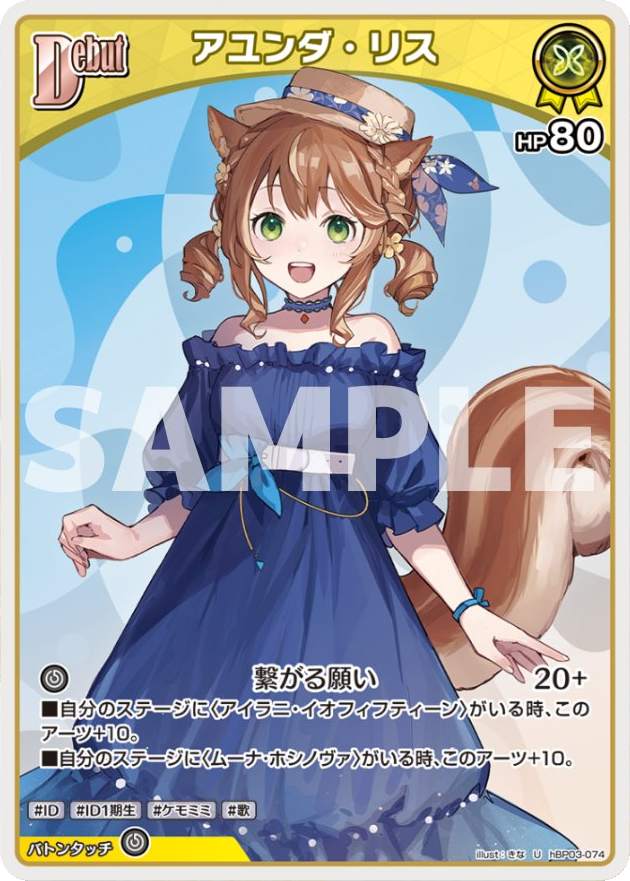 Debut
アユンダ・リス
HP80
SAMPLE
繋がる願い 20+
■自分のステージに〈アイラニ・イオフィフティーン〉がいる時、この
アーツ+10。
■自分のステージに〈ムーナ・ホシノヴァ〉がいる時、このアーツ+10。
#ID #ID1期生 #ケモミミ #歌
バトンタッチ
illust:きな U hBP03-074